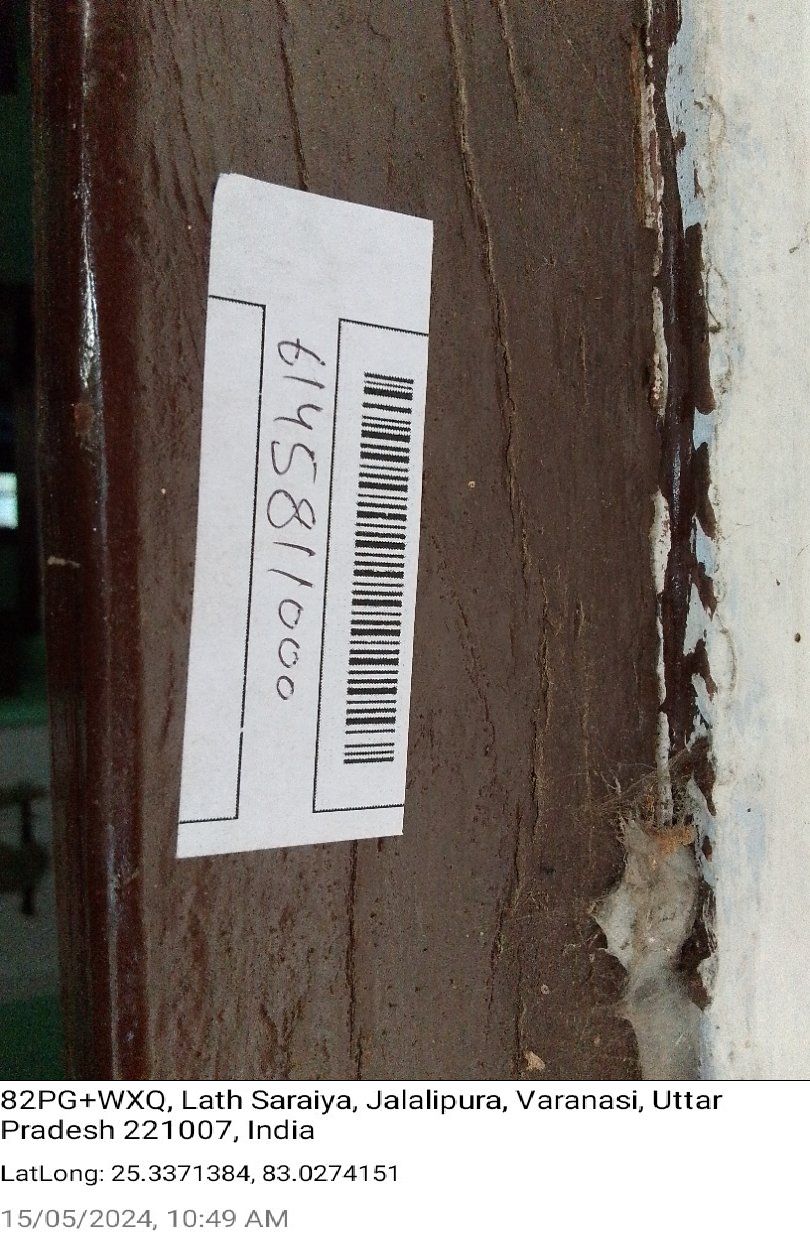 6145811000
82PG+WXQ, Lath Saraiya, Jalalipura, Varanasi, Uttar
Pradesh 221007, India
LatLong: 25.3371384, 83.0274151
15/05/2024, 10:49 AM